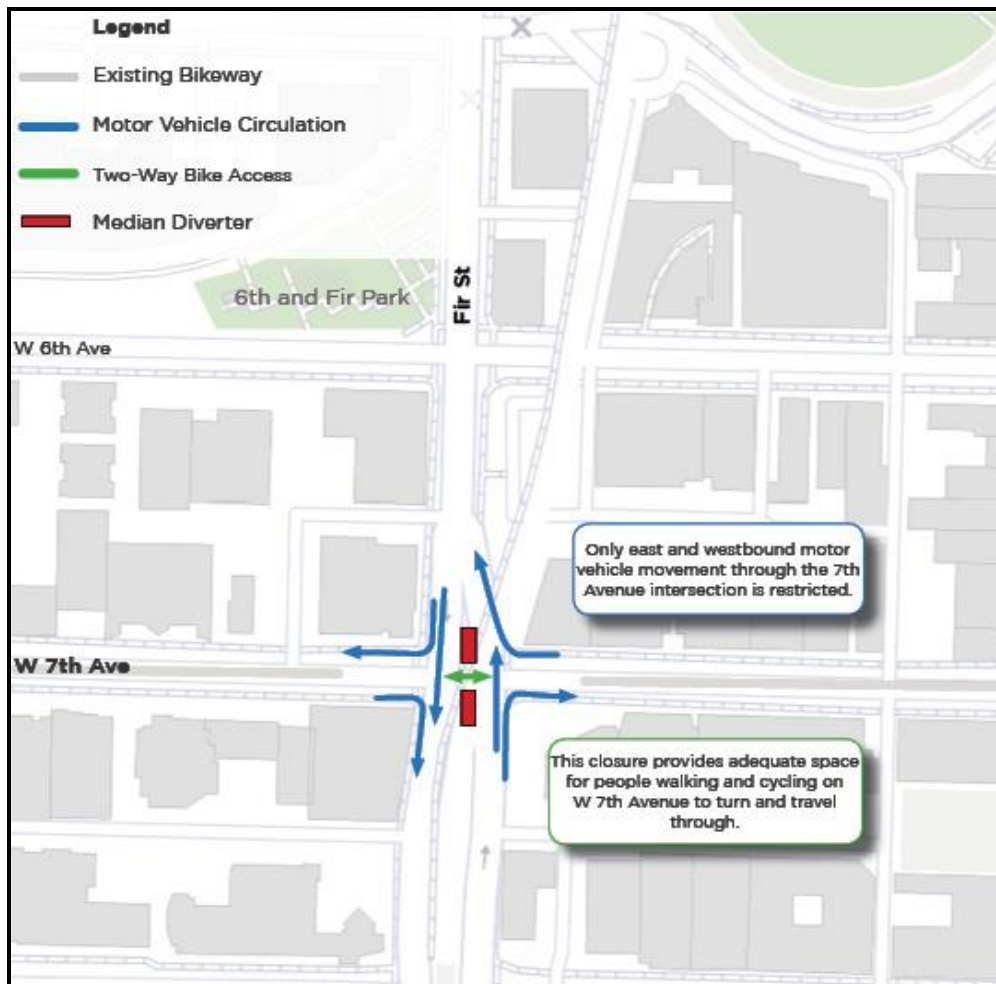 Legend
Existing Bikeway
Motor Vehicle Circulation
Two-Way Bike Access
Median Diverter
6th and Fir Park
Fir St
W 6th Ave
Only east and westbound motor
vehicle movement through the 7th
Avenue intersection is restricted.
W 7th Ave
This closure provides adequate space
for people walking and cycling on
W 7th Avenue to turn and travel
through.